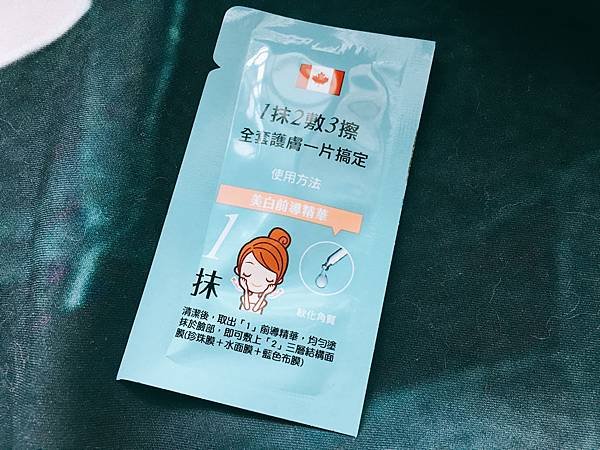 1抹2敷3擦
全套護膚一片搞定
使用方法
美白前導精華
1
抹
軟化角質
清潔後，取出「1」前導精華，均勻塗
抹於臉部，即可敷上「2」三層結構面
膜(珍珠膜＋水面膜＋藍色布膜)